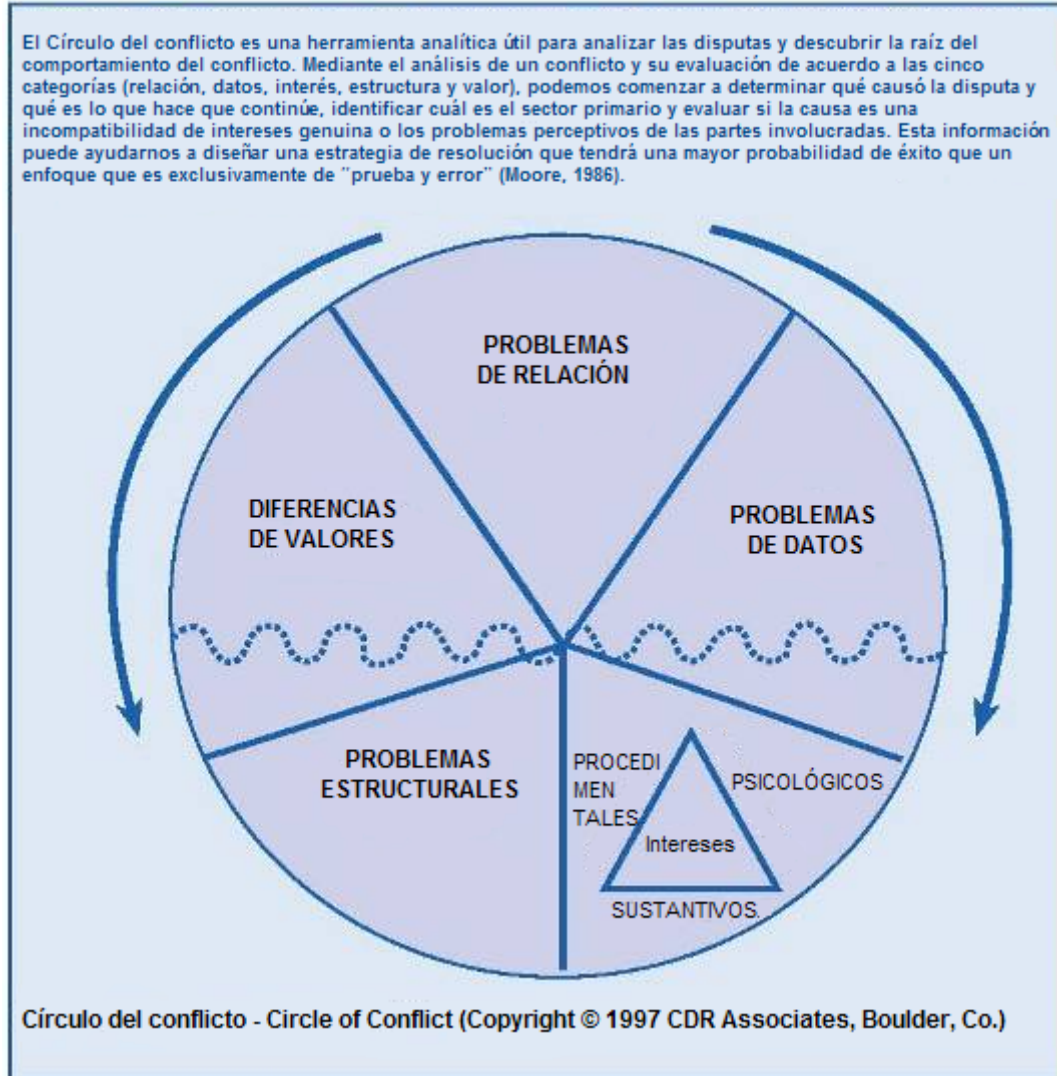 El Círculo del conflicto es una herramienta analítica útil para analizar las disputas y descubrir la raíz del
comportamiento del conflicto. Mediante el análisis de un conflicto y su evaluación de acuerdo a las cinco
categorías (relación, datos, interés, estructura y valor), podemos comenzar a determinar qué causó la disputa y
qué es lo que hace que continúe, identificar cuál es el sector primario y evaluar si la causa es una
incompatibilidad de intereses genuina o los problemas perceptivos de las partes involucradas. Esta información
puede ayudarnos a diseñar una estrategia de resolución que tendrá una mayor probabilidad de éxito que un
enfoque que es exclusivamente de "prueba y error" (Moore, 1986).
PROBLEMAS
DE RELACIÓN
DIFERENCIAS
DE VALORES
PROBLEMAS
DE DATOS
PROBLEMAS
ESTRUCTURALES
PROCEDI
MEN
TALES
PSICOLÓGICOS
Intereses
SUSTANTIVOS.
Círculo del conflicto - Circle of Conflict (Copyright © 1997 CDR Associates, Boulder, Co.)